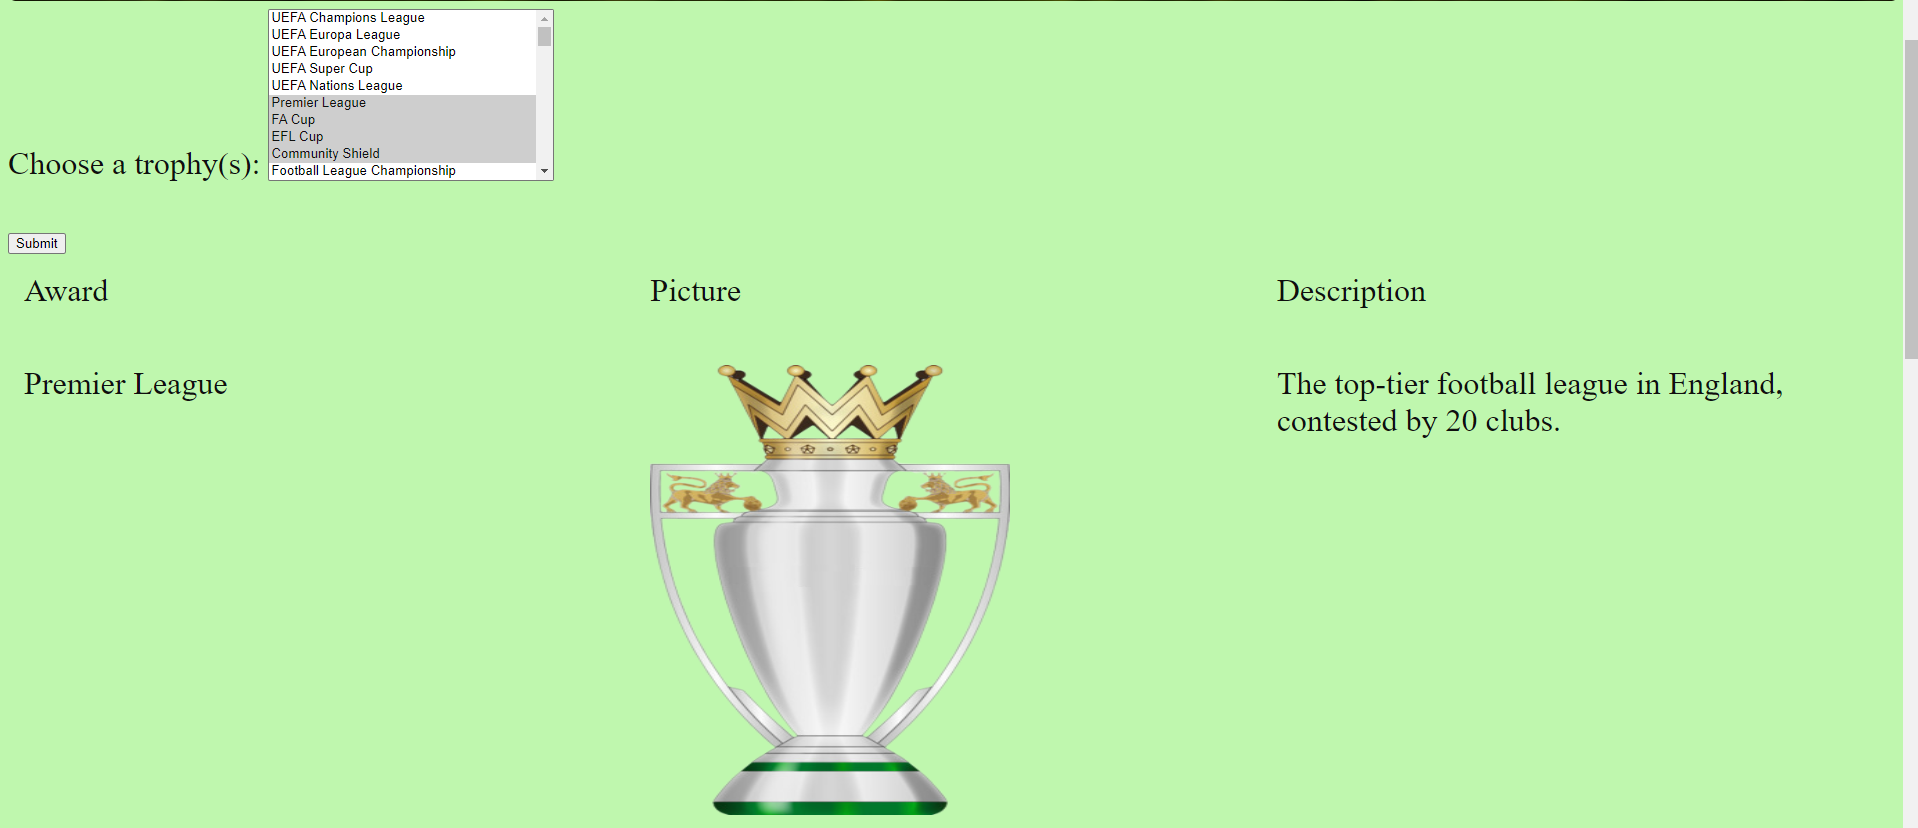 UEFA Champions League
UEFA Europa League
UEFA European Championship
UEFA Super Cup
UEFA Nations League
Premier League
FA Cup
EFL Cup
Community Shield
Football League Championship
Choose a trophy(s):
Submit
Award
Picture
Description
Premier League
The top-tier football league in England,
contested by 20 clubs.